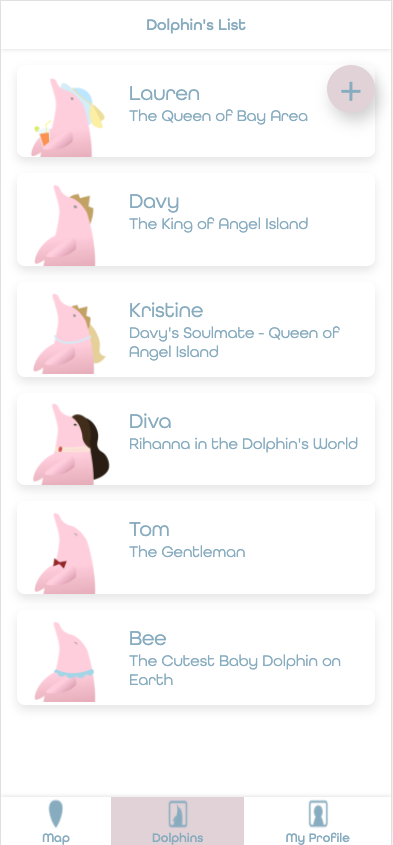 Dolphin's List
Lauren
The Queen of Bay Area
Davy
The King of Angel Island
Kristine
Davy's Soulmate - Queen of
Angel Island
Diva
Rihanna in the Dolphin's World
Tom
The Gentleman
Bee
The Cutest Baby Dolphin on
Earth
Map
Dolphins
My Profile